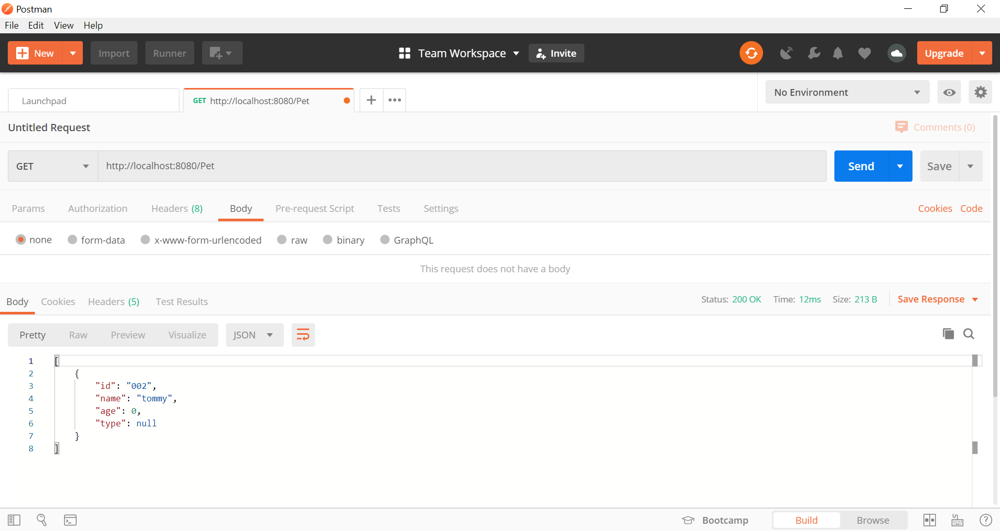 Postman
File Edit View Help
New Import Runner Team Workspace Invite Upgrade
Launchpad GET http://localhost:8080/Pet No Environment
Untitled Request Comments (0)
GET http://localhost:8080/Pet Send Save
Params Authorization Headers (8) Body Pre-request Script Tests Settings Cookies Code
none form-data x-www-form-urlencoded raw binary GraphQL
This request does not have a body
Body Cookies Headers (5) Test Results Status: 200 OK Time: 12ms Size: 213 B Save Response
Pretty Raw Preview Visualize JSON
1 [
2 {
3 "id": "002",
4 "name": "tommy",
5 "age": 0,
6 "type": null
7 }
8 ]
Bootcamp Build Browse